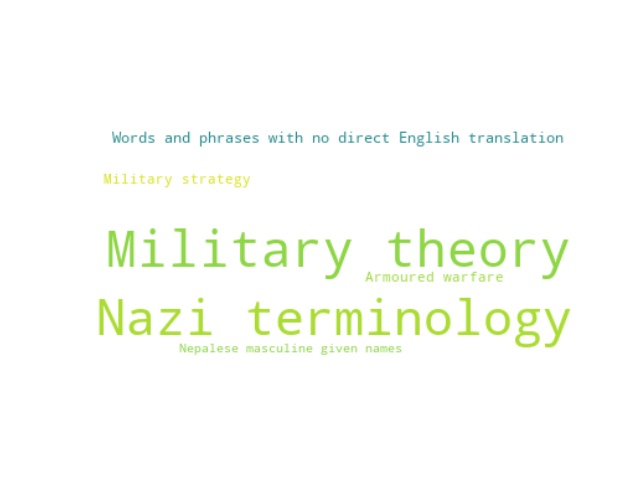 Words and phrases with no direct English translation
Military strategy
Military theory
Armoured warfare
Nazi terminology
Nepalese masculine given names